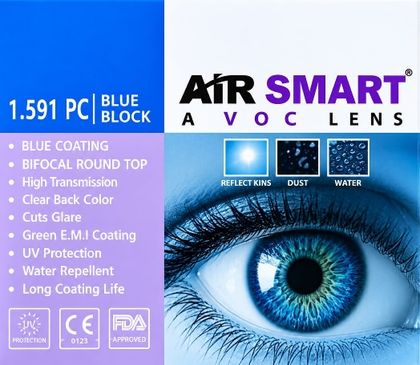 1.591 PC | BLUE BLOCK
• BLUE COATING
• BIFOCAL ROUND TOP
• High Transmission
• Clear Back Color
• Cuts Glare
• Green E.M.I Coating
• UV Protection
• Water Repellent
• Long Coating Life
UV
PROTECTION
CE
0123
FDA
APPROVED
AiR SMART®
A VOC LENS
REFLECT KINS
DUST
WATER